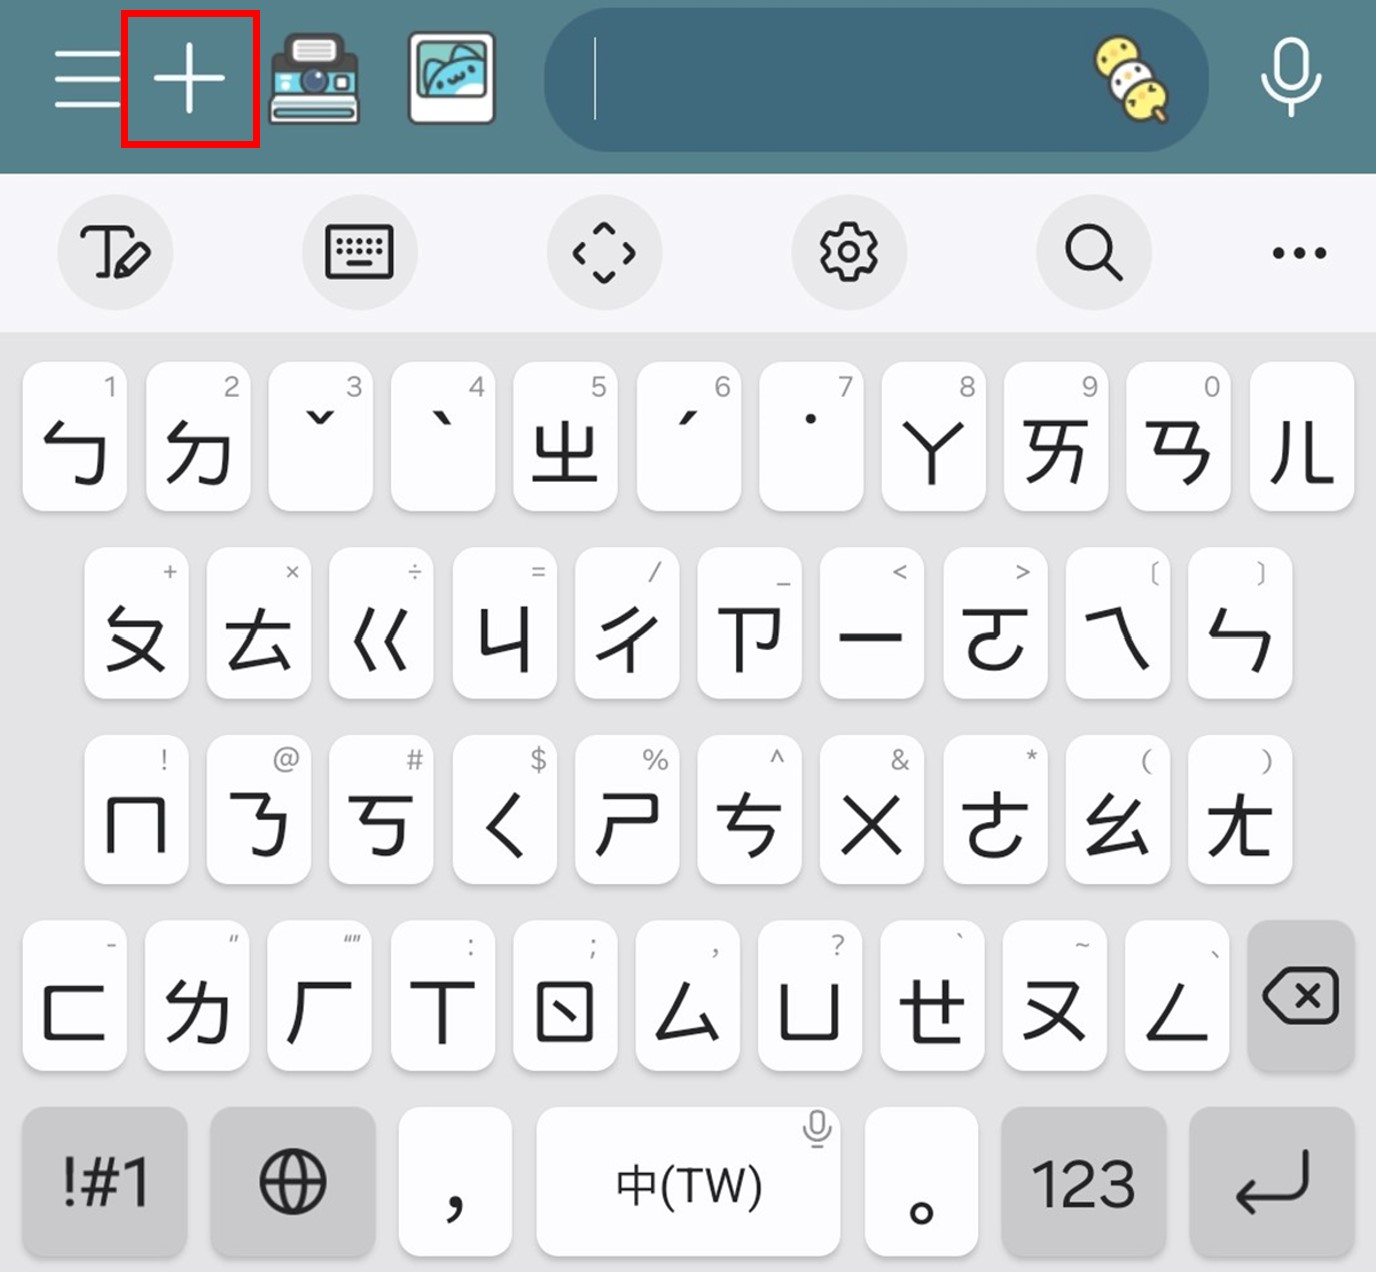 1 2 3 4 5 6 7 8 9 0
ㄅ ㄉ ˇ ˋ ㄓ ˊ ˙ ㄚ ㄞ ㄢ ㄦ
+ × ÷ = / _ < > 〔 〕
ㄆ ㄊ ㄍ ㄐ ㄔ ㄗ ㄧ ㄛ ㄟ ㄣ
! @ # $ % ^ & * ( )
ㄇ ㄋ ㄎ ㄑ ㄕ ㄘ ㄨ ㄜ ㄠ ㄤ
- " “” : ; , ? ` ~ 、
ㄈ ㄌ ㄏ ㄒ ㄖ ㄙ ㄩ ㄝ ㄡ ㄥ
!#1 , 中(TW) 。 123